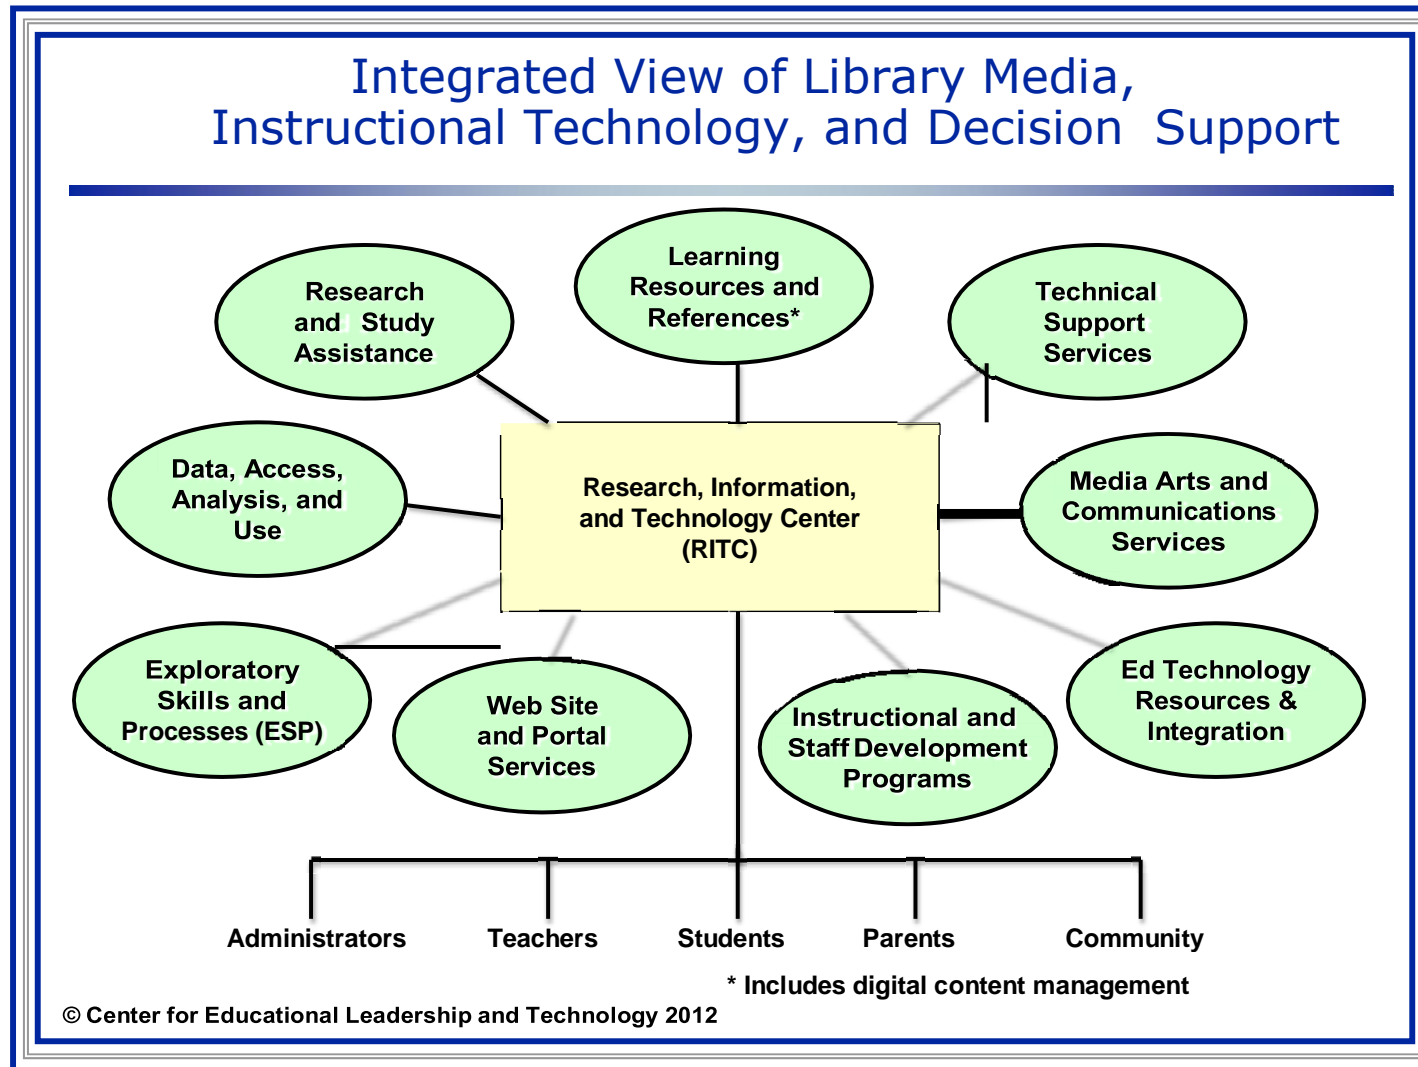 Integrated View of Library Media,
Instructional Technology, and Decision Support
Learning
Resources and
References*
Research
and Study
Assistance
Technical
Support
Services
Data, Access,
Analysis, and
Use
Research, Information,
and Technology Center
(RITC)
Media Arts and
Communications
Services
Exploratory
Skills and
Processes (ESP)
Web Site
and Portal
Services
Instructional and
Staff Development
Programs
Ed Technology
Resources &
Integration
Administrators
Teachers
Students
Parents
Community
* Includes digital content management
© Center for Educational Leadership and Technology 2012